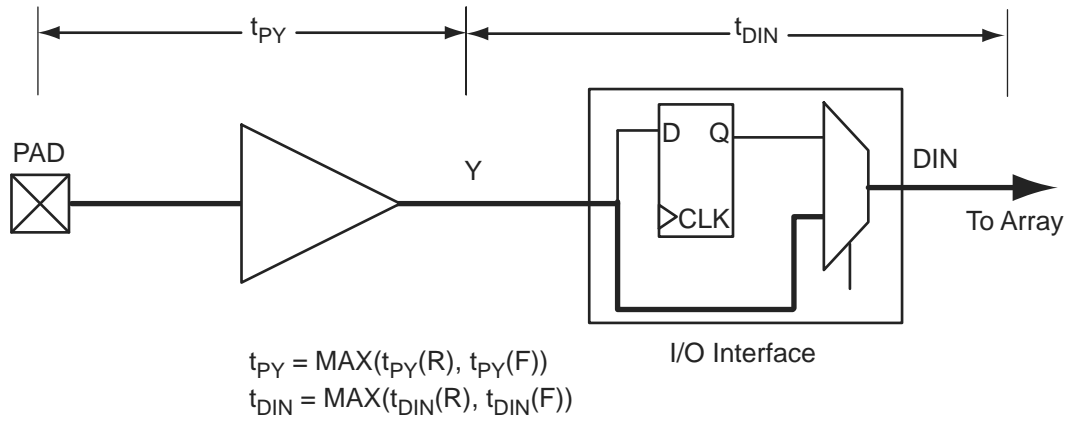 tPY
tDIN
PAD
Y
D Q
CLK
DIN
To Array
I/O Interface
tPY = MAX(tPY(R), tPY(F))
tDIN = MAX(tDIN(R), tDIN(F))